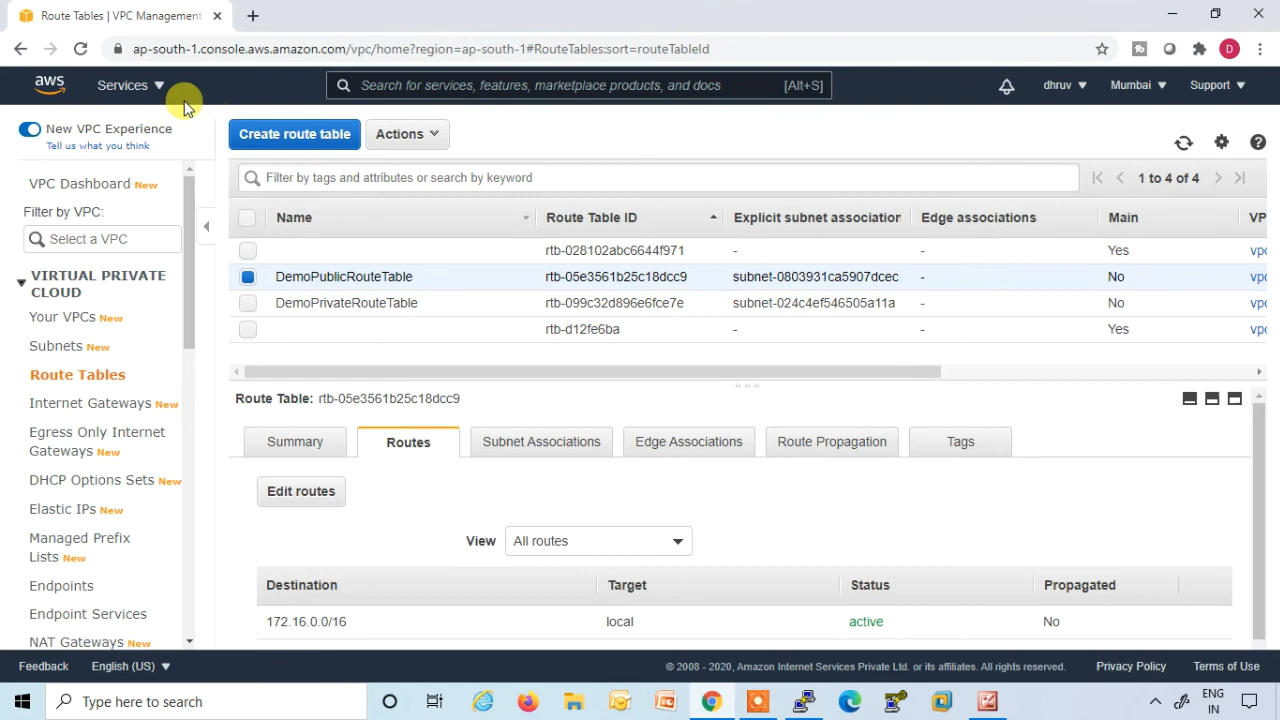 Route Tables | VPC Management
ap-south-1.console.aws.amazon.com/vpc/home?region=ap-south-1#RouteTables:sort=routeTableId
D
aws
Services
Search for services, features, marketplace products, and docs
[Alt+S]
dhruv
Mumbai
Support
New VPC Experience
Tell us what you think
Create route table
Actions
VPC Dashboard New
Filter by VPC:
Select a VPC
VIRTUAL PRIVATE
CLOUD
Your VPCs New
Subnets New
Route Tables
Internet Gateways New
Egress Only Internet
Gateways New
DHCP Options Sets New
Elastic IPs New
Managed Prefix
Lists New
Endpoints
Endpoint Services
NAT Gateways New
Filter by tags and attributes or search by keyword
1 to 4 of 4
Name Route Table ID Explicit subnet association Edge associations Main VP
rtb-028102abc6644f971 - - Yes vpc
DemoPublicRouteTable rtb-05e3561b25c18dcc9 subnet-0803931ca5907dcec - No vpc
DemoPrivateRouteTable rtb-099c32d896e6fce7e subnet-024c4ef546505a11a - No vpc
rtb-d12fe6ba - - Yes vpc
Route Table: rtb-05e3561b25c18dcc9
Summary Routes Subnet Associations Edge Associations Route Propagation Tags
Edit routes
View All routes
Destination Target Status Propagated
172.16.0.0/16 local active No
Feedback
English (US)
© 2008 - 2020, Amazon Internet Services Private Ltd. or its affiliates. All rights reserved.
Privacy Policy
Terms of Use
Type here to search
ENG
IN